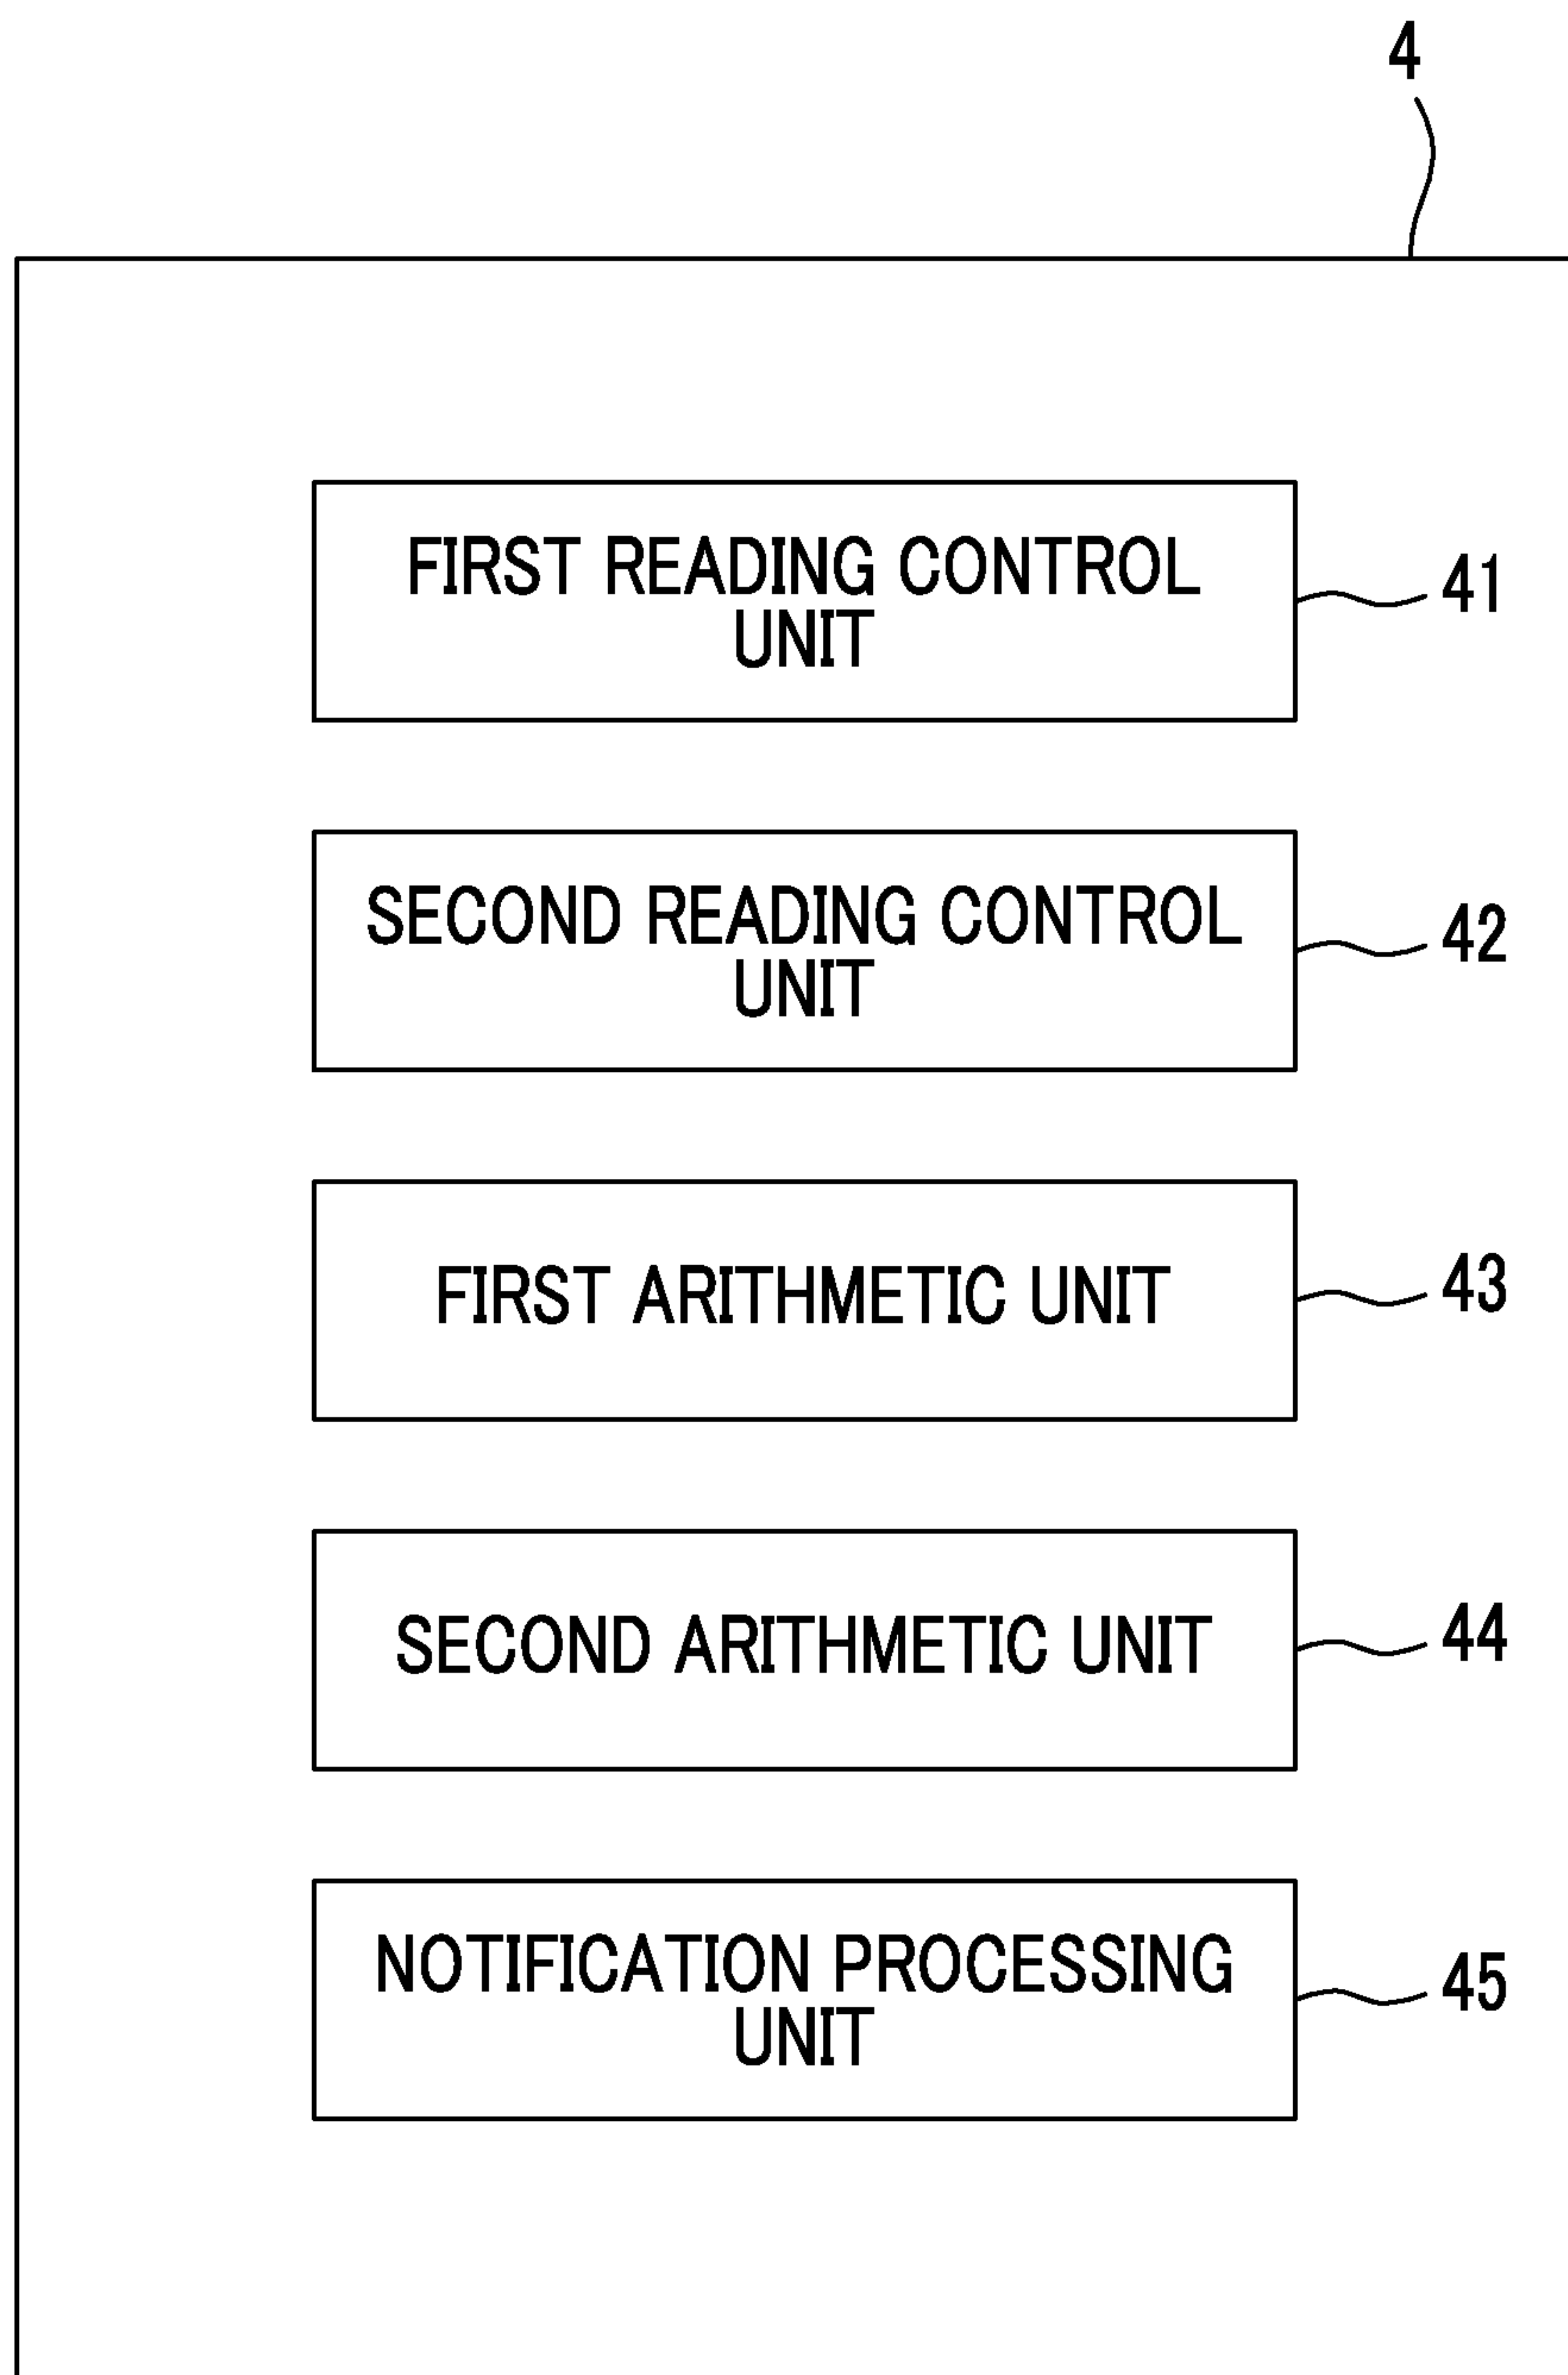 4
FIRST READING CONTROL
UNIT
41
SECOND READING CONTROL
UNIT
42
FIRST ARITHMETIC UNIT
43
SECOND ARITHMETIC UNIT
44
NOTIFICATION PROCESSING
UNIT
45